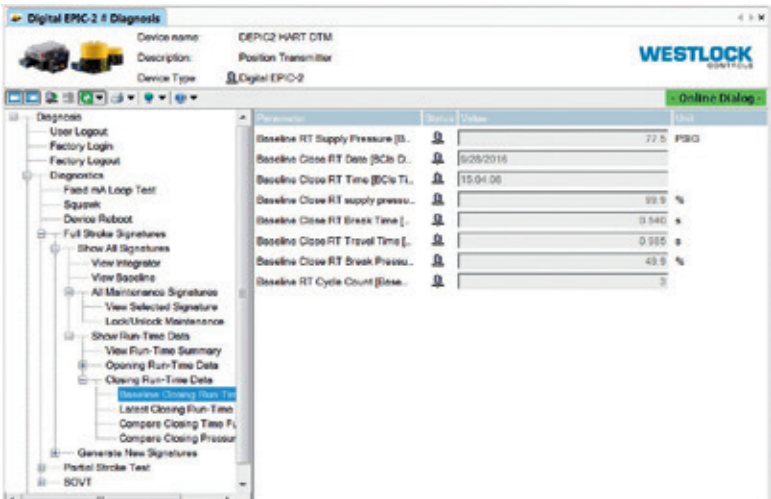 Digital EPIC-2 # Diagnosis
Device name: DEPIC2 HART DTM
Description: Position Transmitter
Device Type Digital EPIC-2
WESTLOCK
CONTROLS
- Online Dialog -
Diagnosis
User Logout
Factory Login
Factory Logout
Diagnostics
Fixed mA Loop Test
Squawk
Device Reboot
Full Stroke Signatures
Show All Signatures
View Integrator
View Baseline
All Maintenance Signatures
View Selected Signature
Lock/Unlock Maintenance
Show Run-Time Data
View Run-Time Summary
Opening Run-Time Data
Closing Run-Time Data
Baseline Closing Run-Tim
Latest Closing Run-Time
Compare Closing Time Fu
Compare Closing Pressur
Generate New Signatures
Partial Stroke Test
SOVT
Parameter Status Value Unit
Baseline RT Supply Pressure [B.. 77.5 PSIG
Baseline Close RT Date [BCls D.. 9/28/2016
Baseline Close RT Time [BCls Ti.. 15:04:06
Baseline Close RT supply pressu.. 99.9 %
Baseline Close RT Break Time [.. 0.540 s
Baseline Close RT Travel Time [.. 0.985 s
Baseline Close RT Break Pressu.. 49.9 %
Baseline RT Cycle Count [Base.. 3